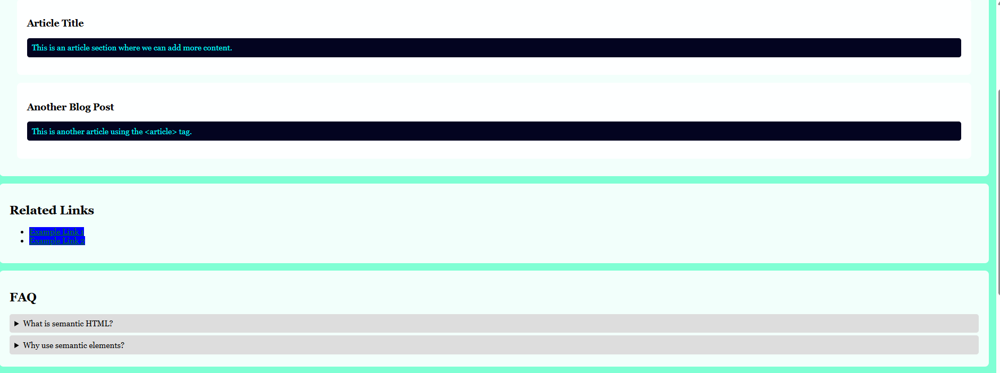 Article Title
This is an article section where we can add more content.
Another Blog Post
This is another article using the <article> tag.
Related Links
Example Link 1
Example Link 2
FAQ
What is semantic HTML?
Why use semantic elements?